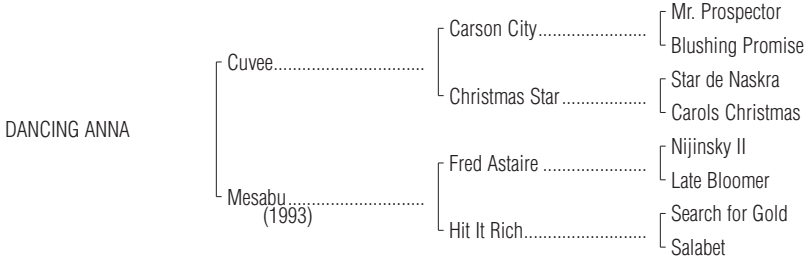 Mr. Prospector
Carson City......................
Blushing Promise
Cuvee..............................
Star de Naskra
Christmas Star.................
Carols Christmas
DANCING ANNA
Nijinsky II
Fred Astaire .....................
Late Bloomer
Mesabu...........................
(1993)
Search for Gold
Hit It Rich........................
Salabet